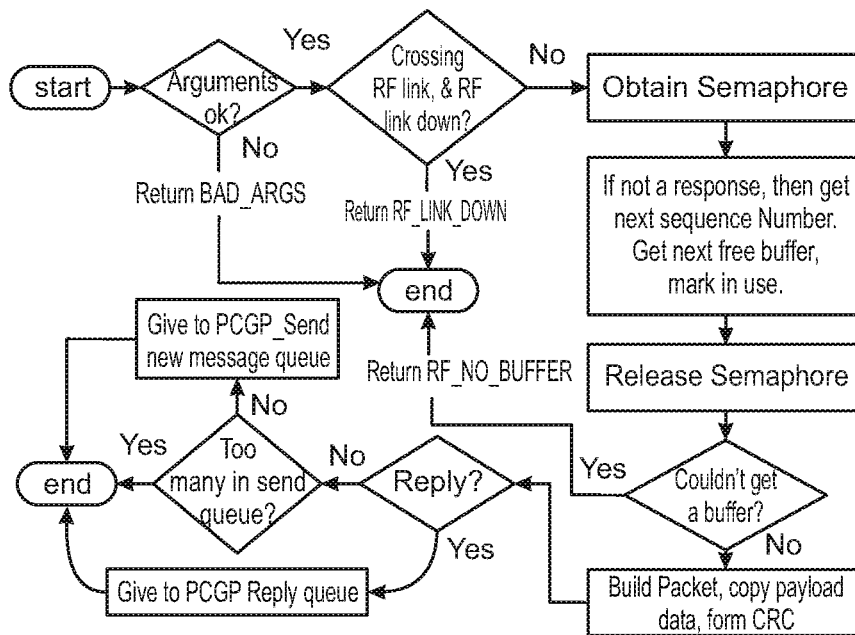 start
Arguments
ok?
Yes
No
Return BAD_ARGS
Crossing
RF link, & RF
link down?
No
Yes
Return RF_LINK_DOWN
end
Obtain Semaphore
If not a response, then get
next sequence Number.
Get next free buffer,
mark in use.
Release Semaphore
Couldn't get
a buffer?
Yes
Return RF_NO_BUFFER
No
Build Packet, copy payload
data, form CRC
Reply?
No
Yes
Too
many in send
queue?
No
Yes
Give to PCGP_Send
new message queue
end
Give to PCGP Reply queue